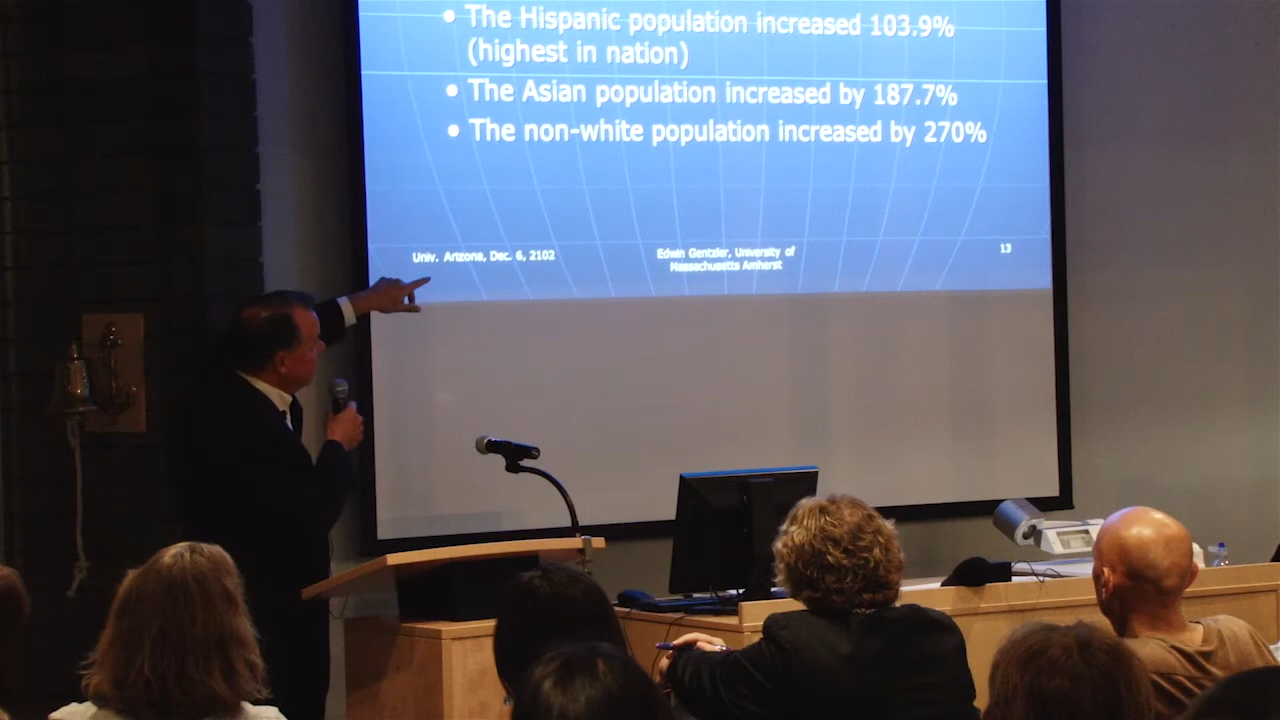 • The Hispanic population increased 103.9%
(highest in nation)
• The Asian population increased by 187.7%
• The non-white population increased by 270%
Univ. Arizona, Dec. 6, 2102
Edwin Gentzler, University of
Massachusetts Amherst
13